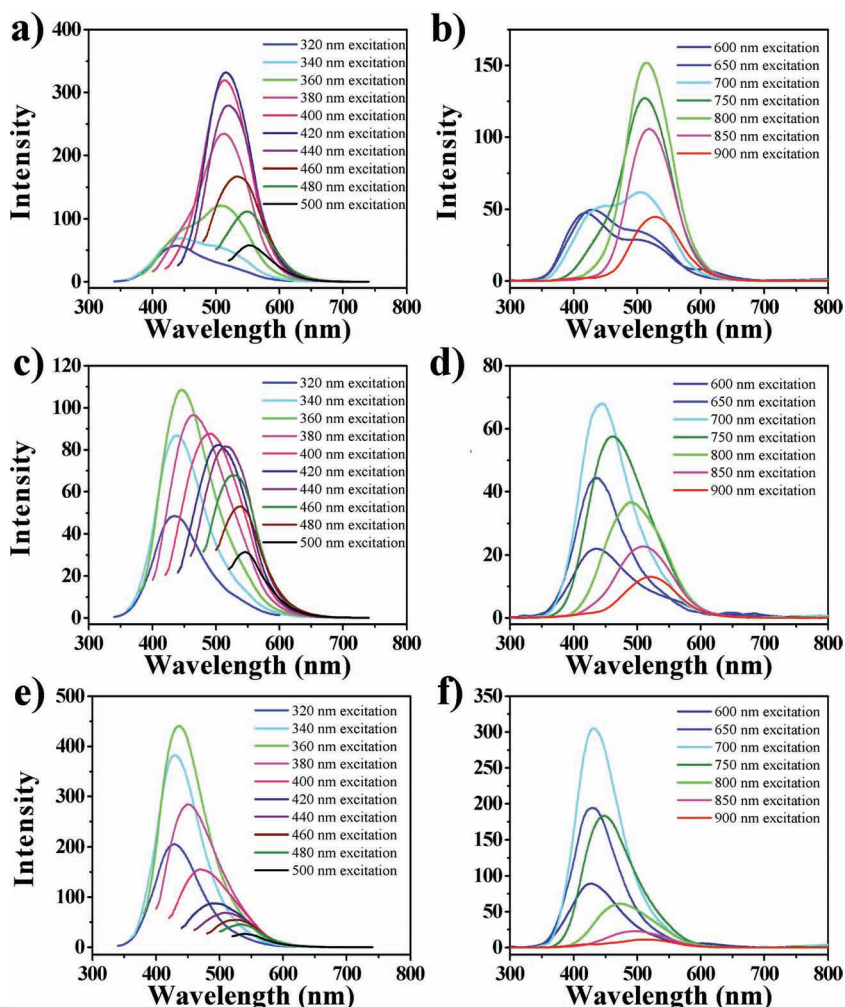 a)
Intensity
400
300
200
100
0
320 nm excitation
340 nm excitation
360 nm excitation
380 nm excitation
400 nm excitation
420 nm excitation
440 nm excitation
460 nm excitation
480 nm excitation
500 nm excitation
300 400 500 600 700 800
Wavelength (nm)
b)
Intensity
150
100
50
0
600 nm excitation
650 nm excitation
700 nm excitation
750 nm excitation
800 nm excitation
850 nm excitation
900 nm excitation
300 400 500 600 700 800
Wavelength (nm)
c)
Intensity
120
100
80
60
40
20
0
320 nm excitation
340 nm excitation
360 nm excitation
380 nm excitation
400 nm excitation
420 nm excitation
440 nm excitation
460 nm excitation
480 nm excitation
500 nm excitation
300 400 500 600 700 800
Wavelength (nm)
d)
Intensity
80
60
40
20
0
600 nm excitation
650 nm excitation
700 nm excitation
750 nm excitation
800 nm excitation
850 nm excitation
900 nm excitation
300 400 500 600 700 800
Wavelength (nm)
e)
Intensity
500
400
300
200
100
0
320 nm excitation
340 nm excitation
360 nm excitation
380 nm excitation
400 nm excitation
420 nm excitation
440 nm excitation
460 nm excitation
480 nm excitation
500 nm excitation
300 400 500 600 700 800
Wavelength (nm)
f)
Intensity
350
300
250
200
150
100
50
0
600 nm excitation
650 nm excitation
700 nm excitation
750 nm excitation
800 nm excitation
850 nm excitation
900 nm excitation
300 400 500 600 700 800
Wavelength (nm)